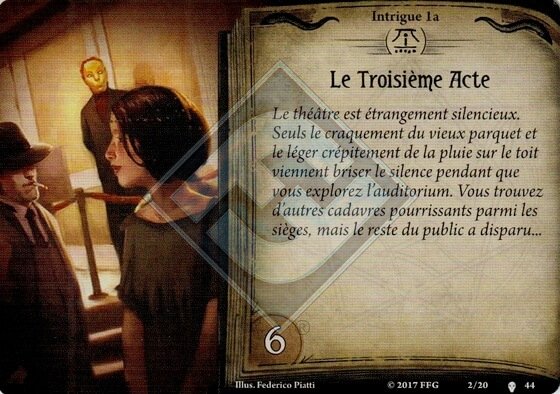 Intrigue 1a
Le Troisième Acte
Le théâtre est étrangement silencieux.
Seuls le craquement du vieux parquet et
le léger crépitement de la pluie sur le toit
viennent briser le silence pendant que
vous explorez l'auditorium. Vous trouvez
d'autres cadavres pourrissants parmi les
sièges, mais le reste du public a disparu...
6
Illus. Federico Piatti © 2017 FFG 2/20 44